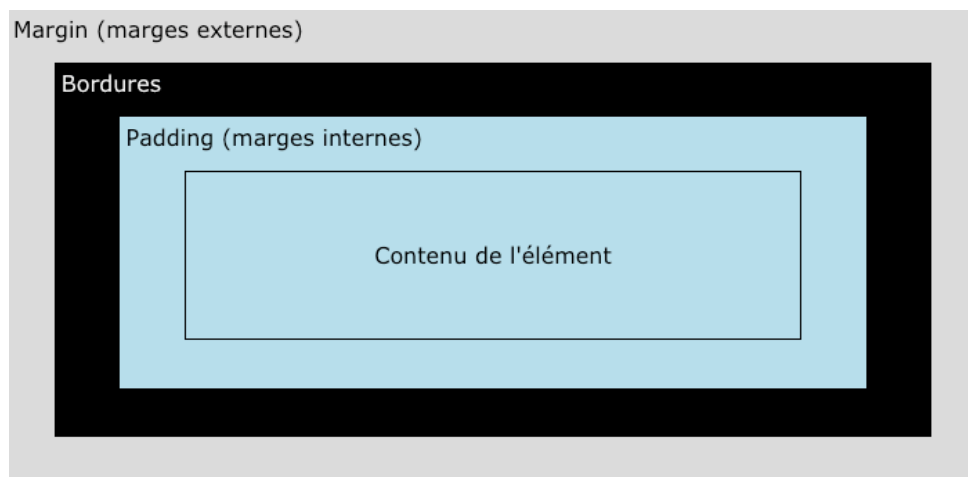 Margin (marges externes)
Bordures
Padding (marges internes)
Contenu de l'élément